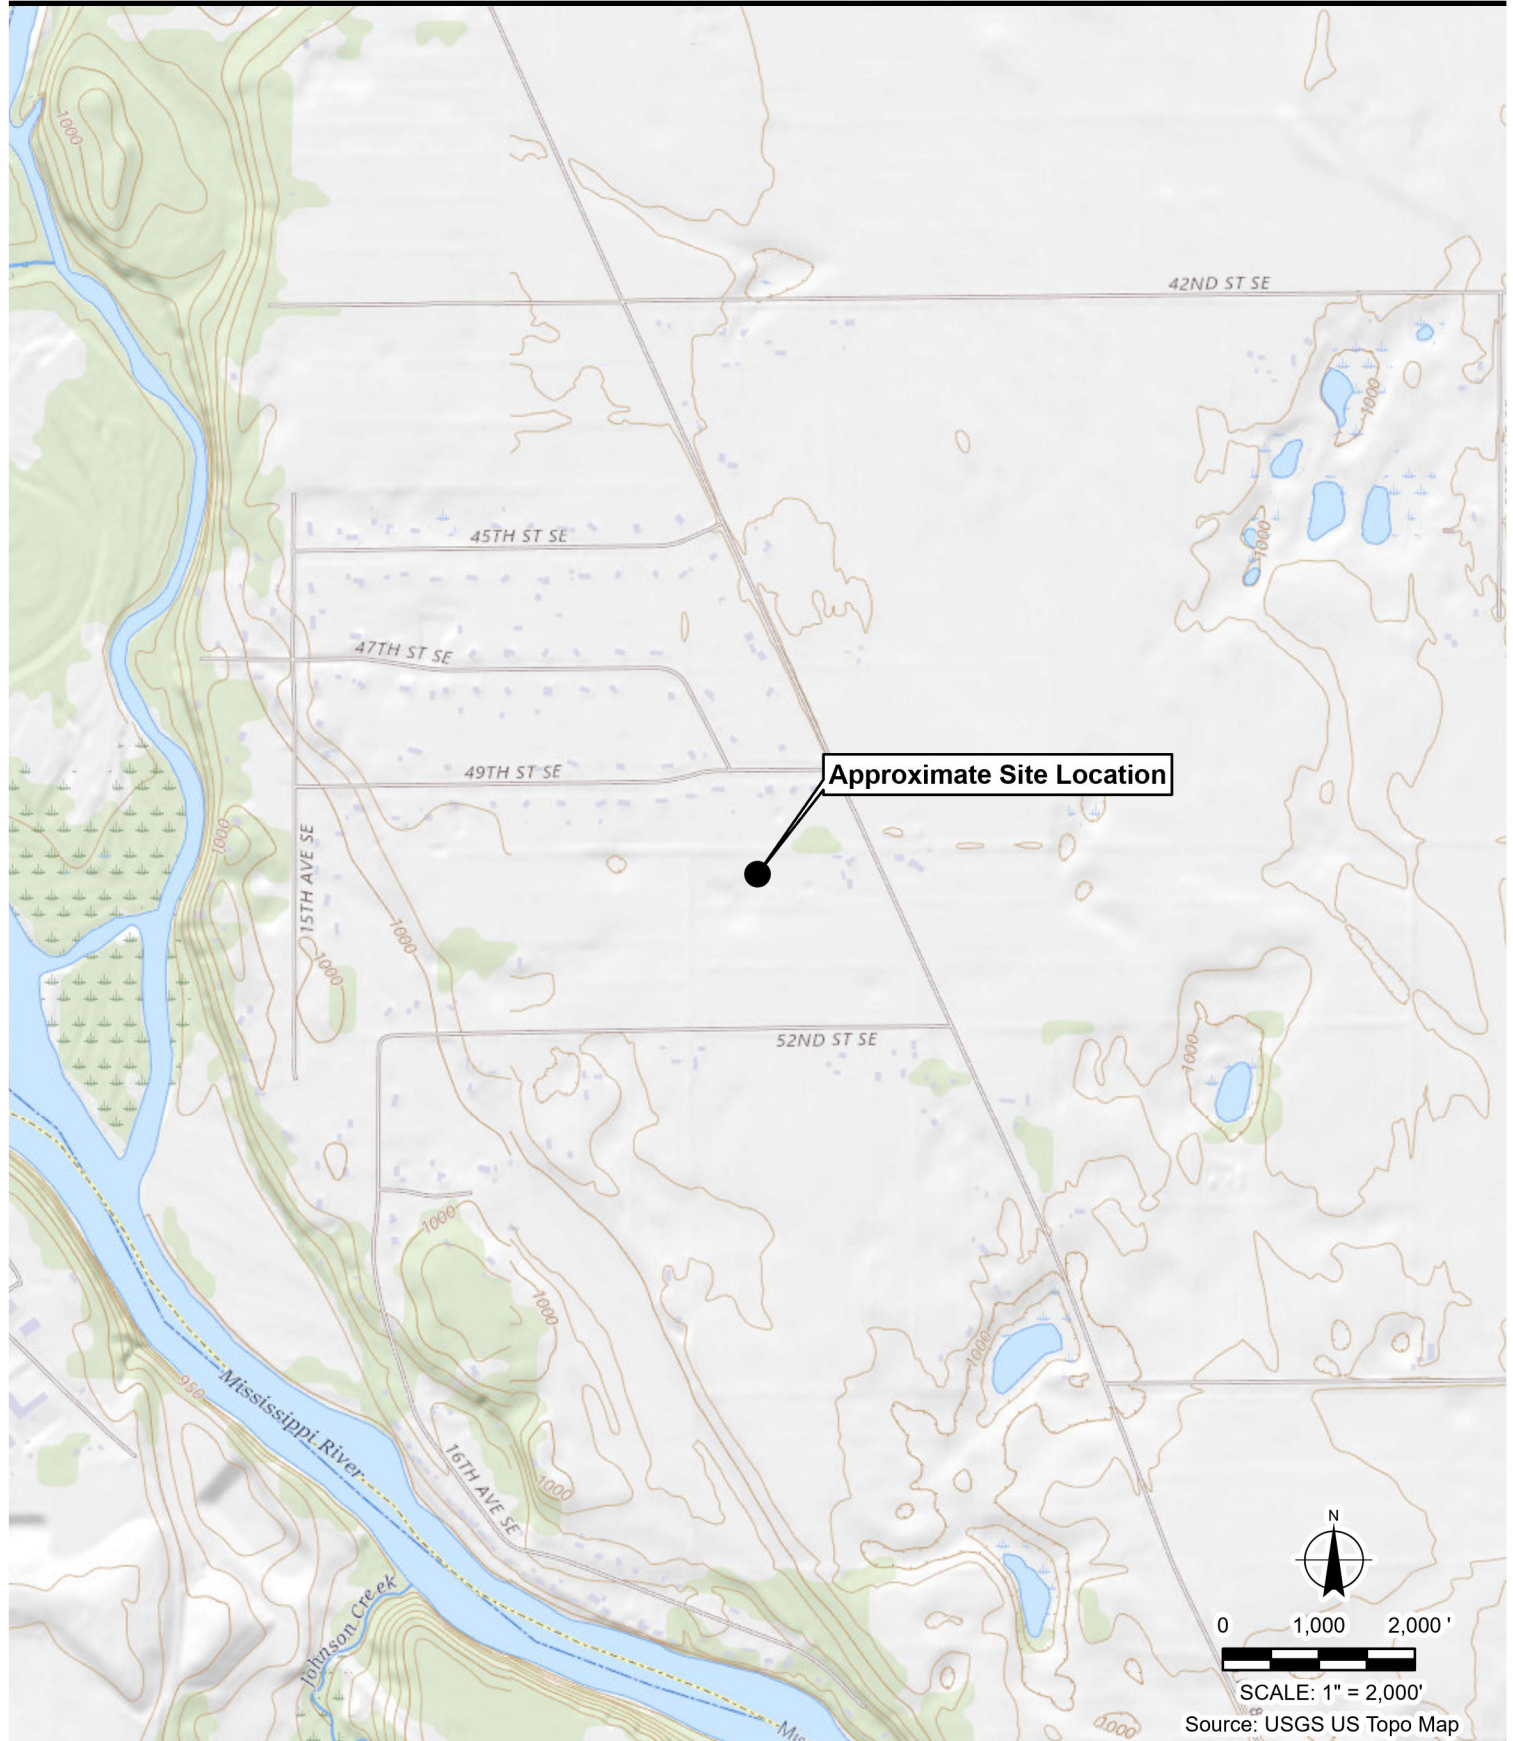 1000
42ND ST SE
1000
45TH ST SE
1000
47TH ST SE
49TH ST SE
Approximate Site Location
1000
15TH AVE SE
1000
1000
52ND ST SE
1000
1000
1000
1000
950
Mississippi River
16TH AVE SE
1000
Johnson Creek
N
0 1,000 2,000 '
SCALE: 1" = 2,000'
Source: USGS US Topo Map
1000